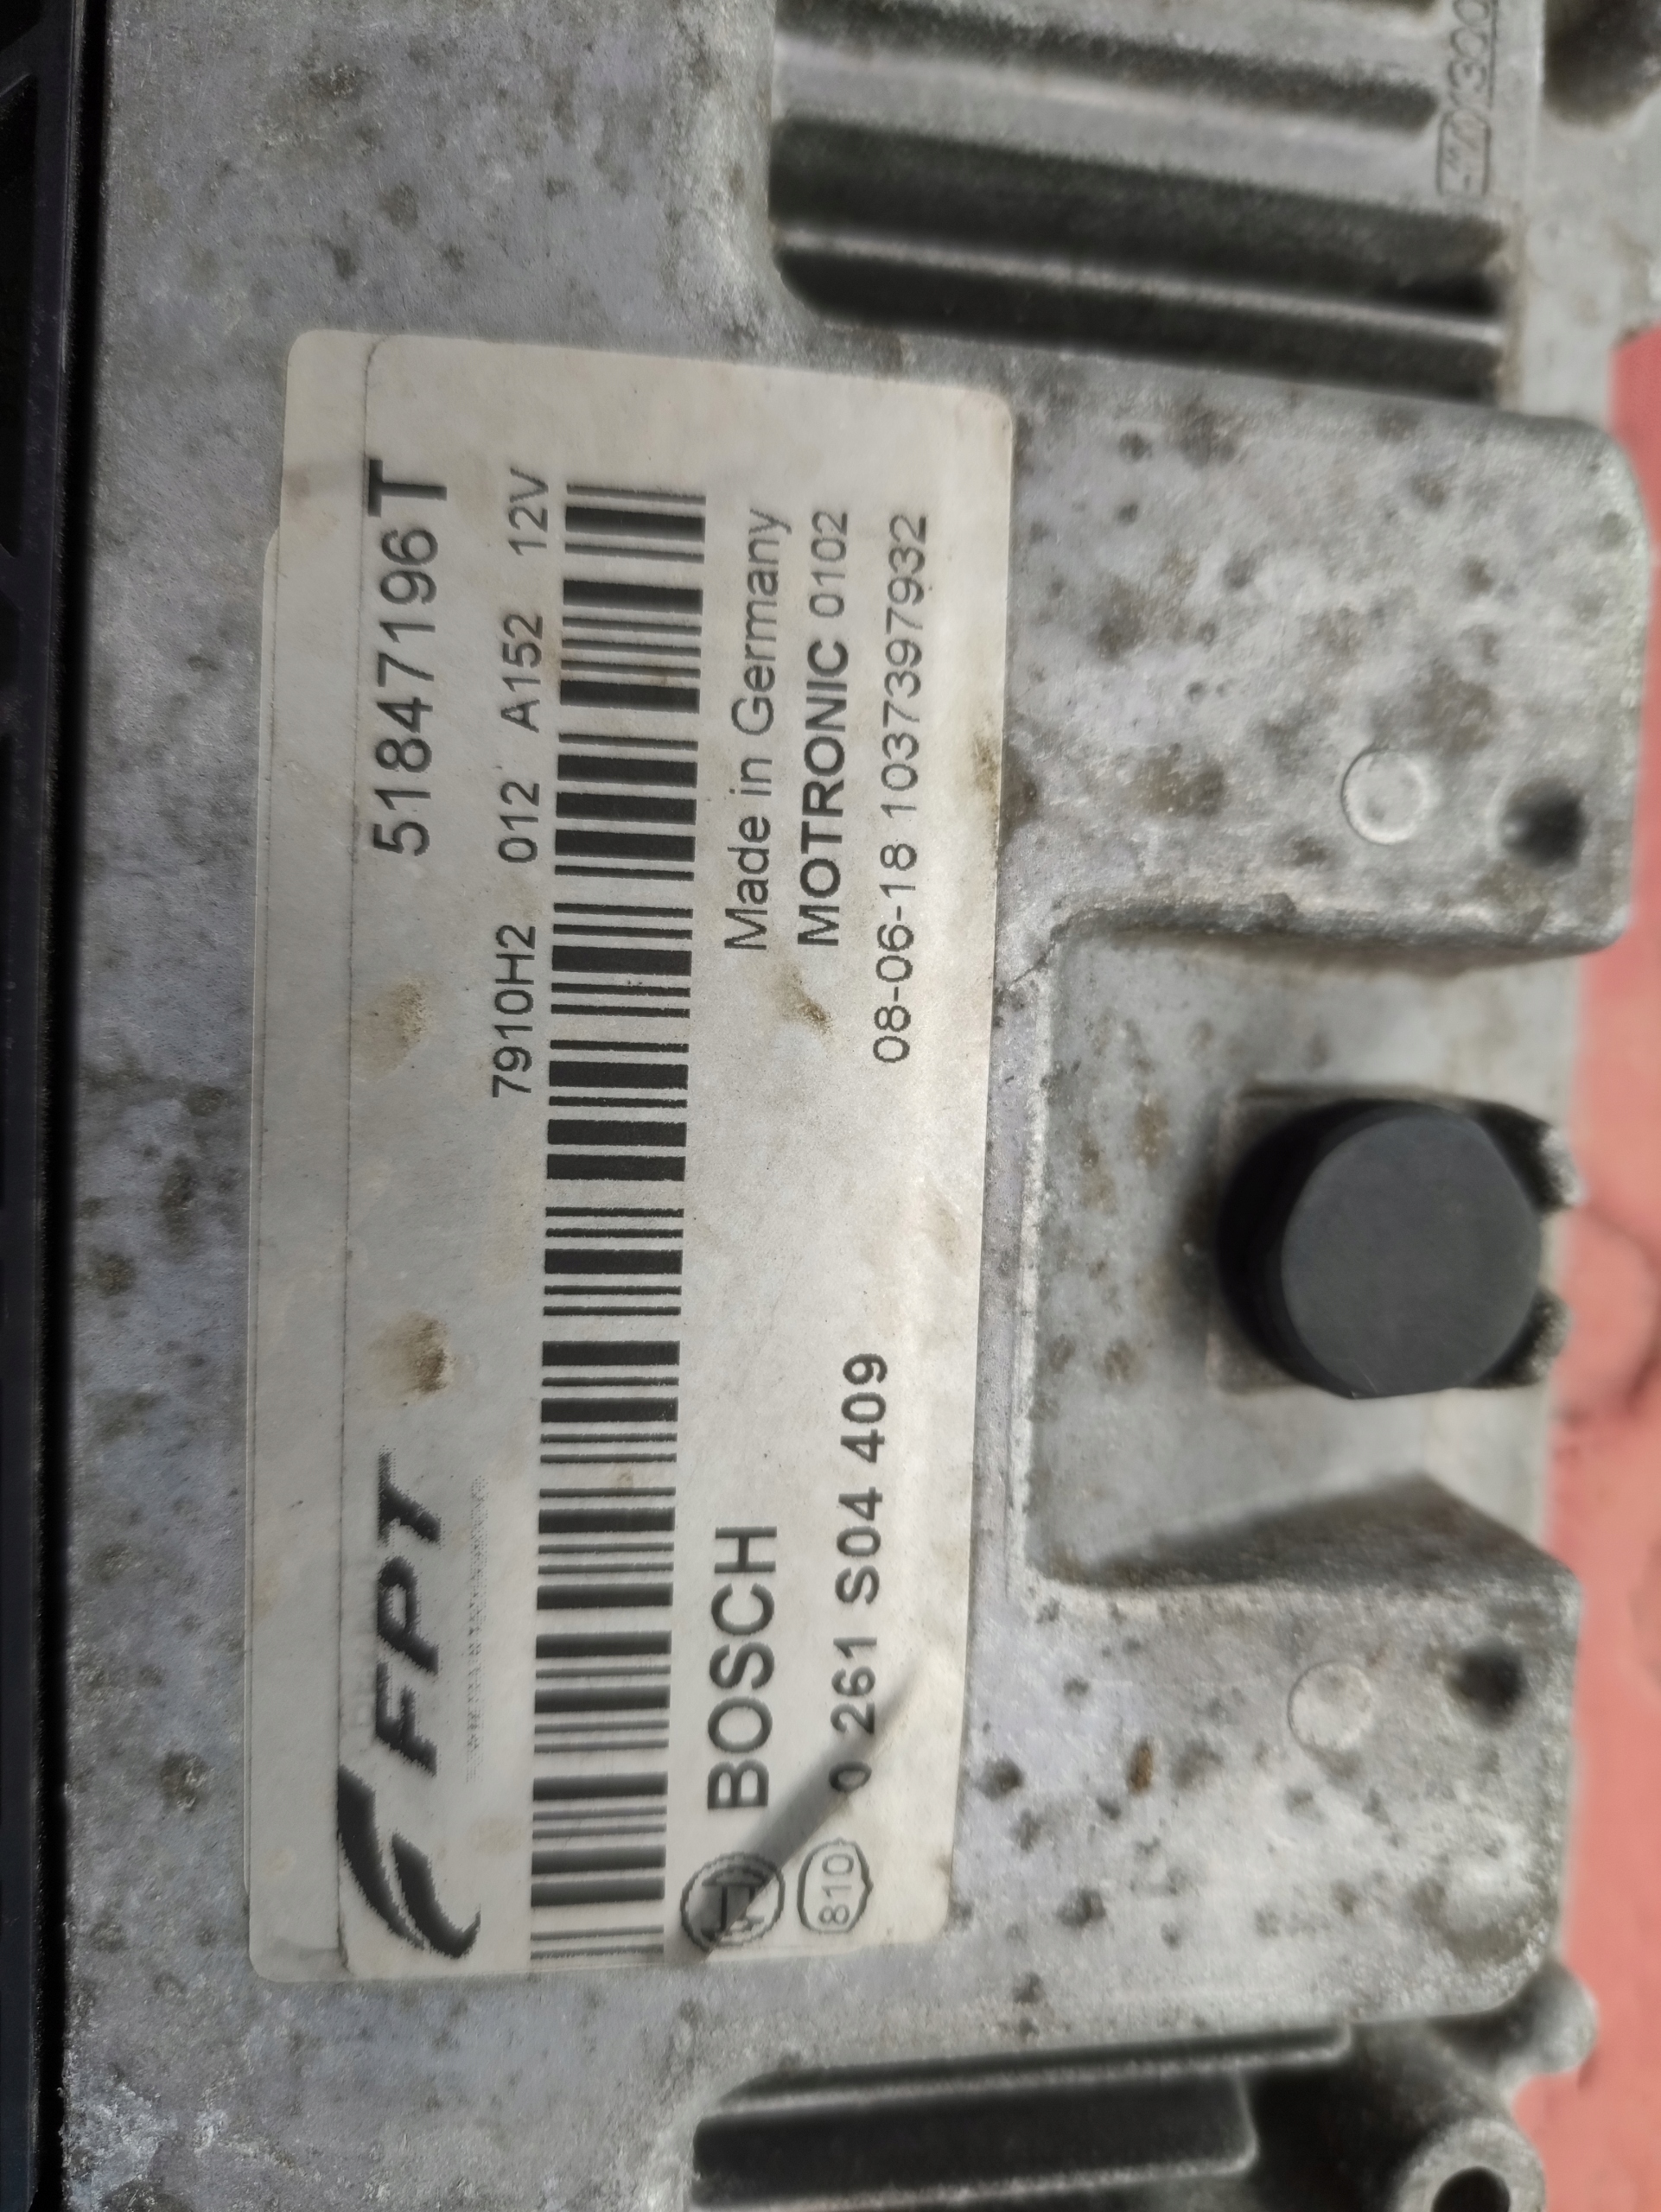 FPT
51847196T
7910H2 012 A152 12V
BOSCH
Made in Germany
MOTRONIC 0102
810
0 261 S04 409
08-06-18 1037397932